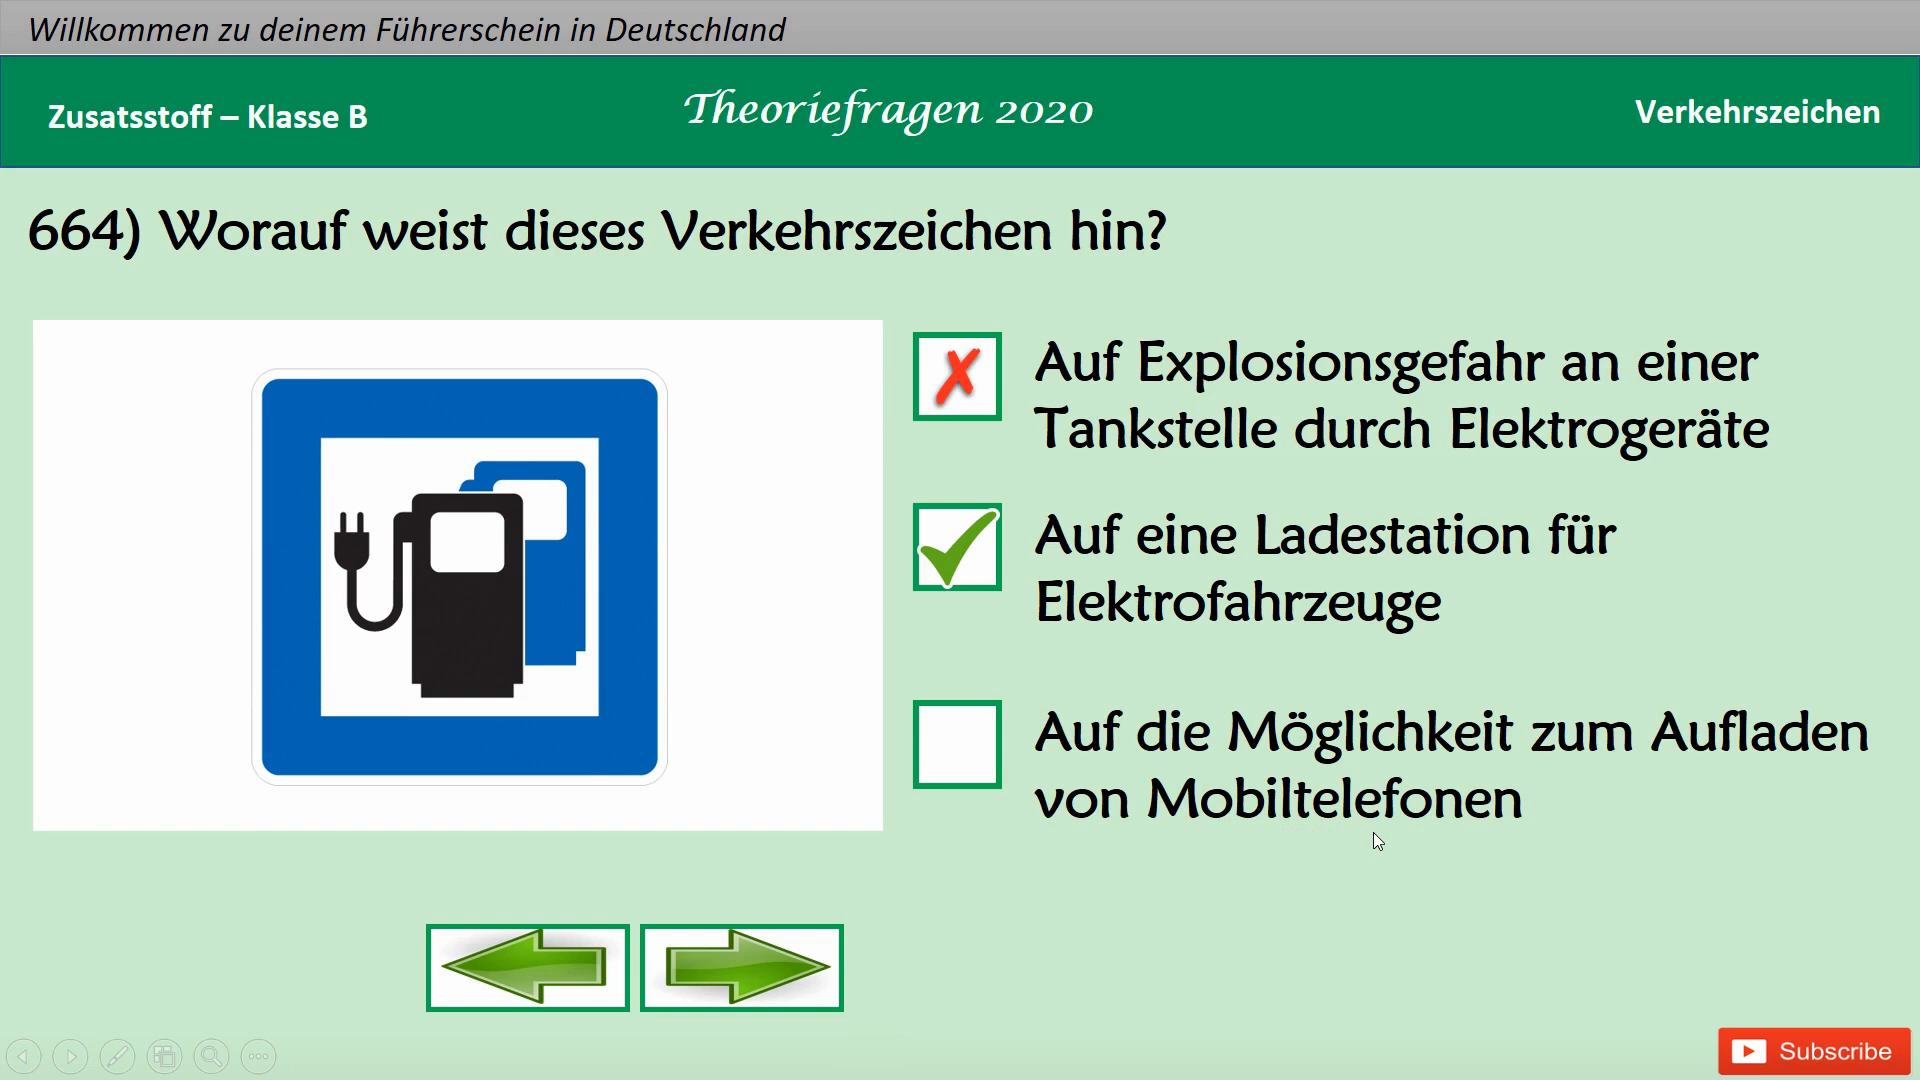 Willkommen zu deinem Führerschein in Deutschland
Zusatsstoff – Klasse B
Theoriefragen 2020
Verkehrszeichen
664) Worauf weist dieses Verkehrszeichen hin?
Auf Explosionsgefahr an einer
Tankstelle durch Elektrogeräte
Auf eine Ladestation für
Elektrofahrzeuge
Auf die Möglichkeit zum Aufladen
von Mobiltelefonen
Subscribe